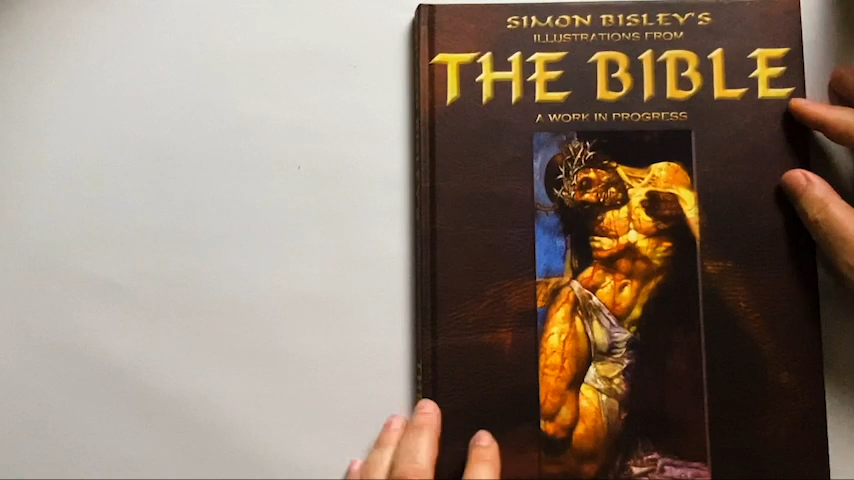 SIMON BISLEY'S
ILLUSTRATIONS FROM
THE BIBLE
A WORK IN PROGRESS